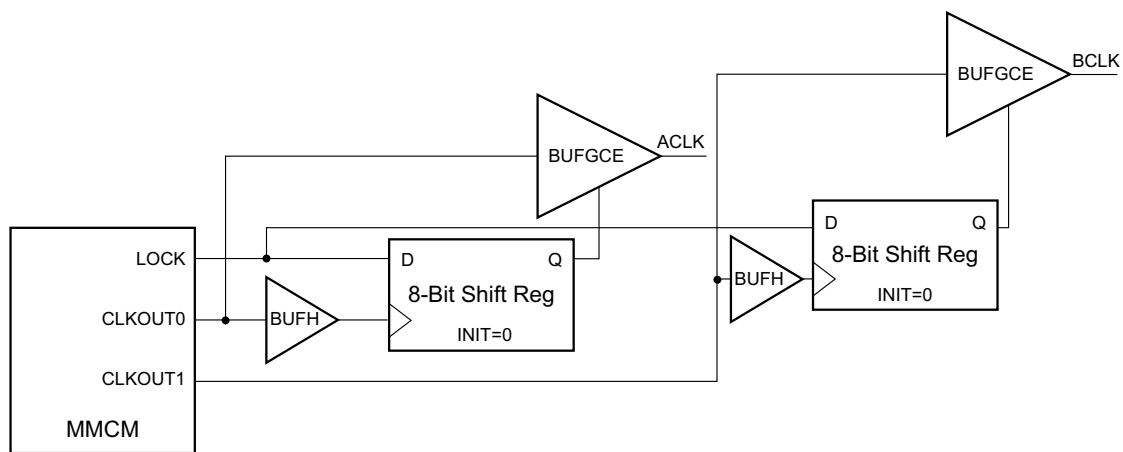 BUFGCE
BCLK
BUFGCE
ACLK
LOCK
CLKOUT0
CLKOUT1
MMCM
BUFH
D
Q
8-Bit Shift Reg
INIT=0
BUFH
D
Q
8-Bit Shift Reg
INIT=0